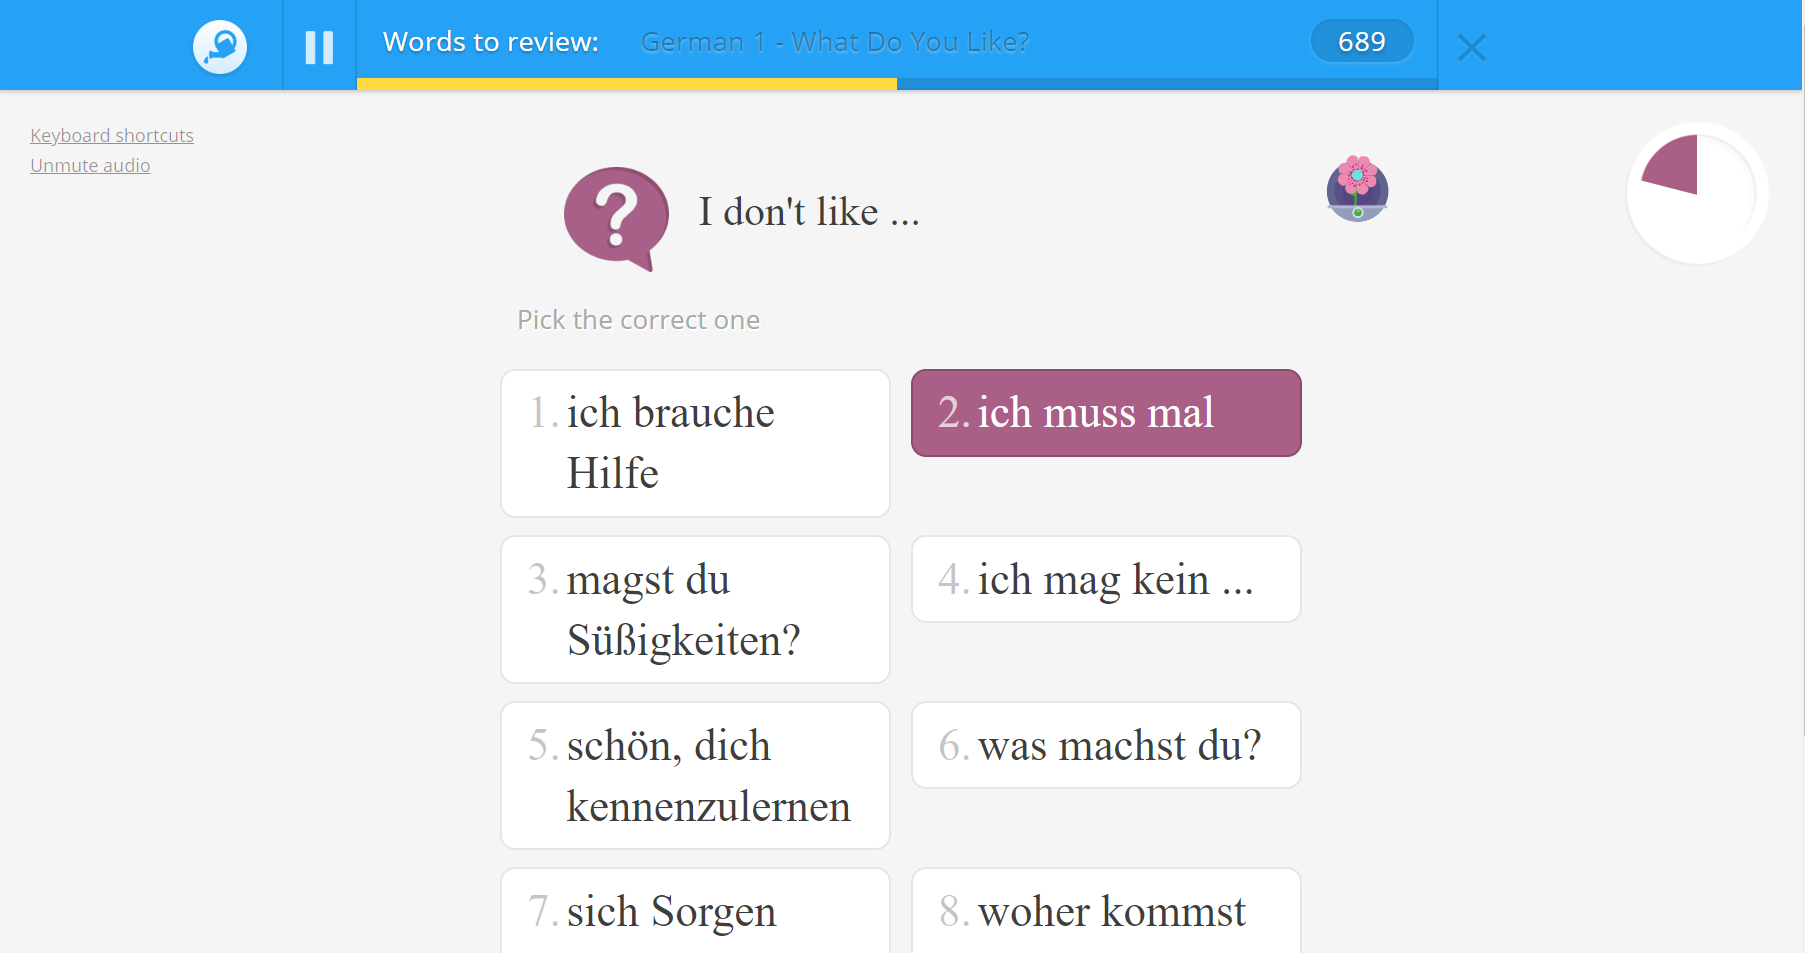 Words to review: German 1 - What Do You Like? 689
Keyboard shortcuts
Unmute audio
I don't like ...
Pick the correct one
1. ich brauche
Hilfe
2. ich muss mal
3. magst du
Süßigkeiten?
4. ich mag kein ...
5. schön, dich
kennenzulernen
6. was machst du?
7. sich Sorgen
8. woher kommst